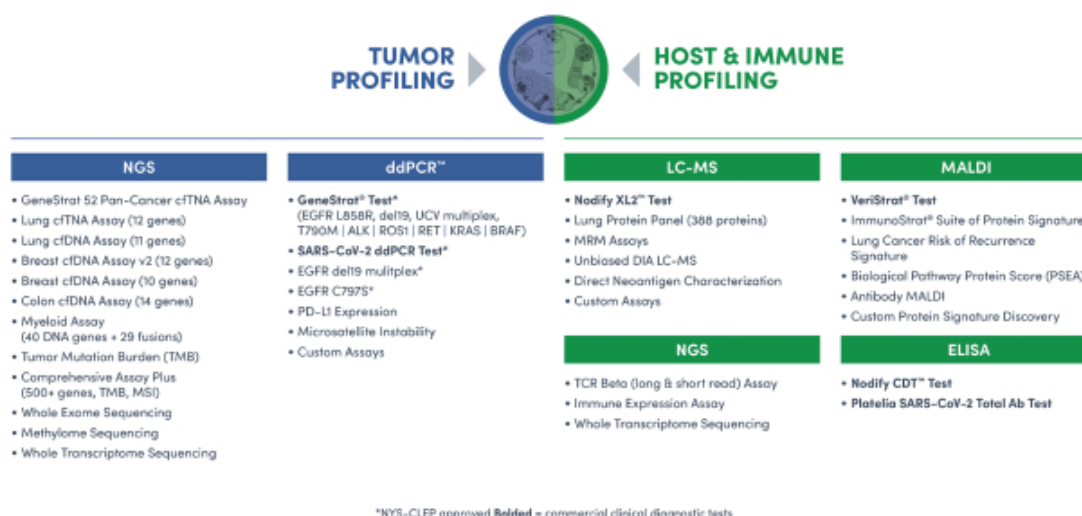 TUMOR
PROFILING
HOST & IMMUNE
PROFILING
NGS
• GeneStrat 52 Pan-Cancer cfTNA Assay
• Lung cfTNA Assay (12 genes)
• Lung cfDNA Assay (11 genes)
• Breast cfDNA Assay v2 (12 genes)
• Breast cfDNA Assay (10 genes)
• Colon cfDNA Assay (14 genes)
• Myeloid Assay
(40 DNA genes + 29 fusions)
• Tumor Mutation Burden (TMB)
• Comprehensive Assay Plus
(500+ genes, TMB, MSI)
• Whole Exome Sequencing
• Methylome Sequencing
• Whole Transcriptome Sequencing
ddPCR™
• GeneStrat® Test*
(EGFR L858R, del19, UCV multiplex,
T790M | ALK | ROS1 | RET | KRAS | BRAF)
• SARS-CoV-2 ddPCR Test*
• EGFR del19 mulitplex*
• EGFR C797S*
• PD-L1 Expression
• Microsatellite Instability
• Custom Assays
LC-MS
• Nodify XL2™ Test
• Lung Protein Panel (388 proteins)
• MRM Assays
• Unbiased DIA LC-MS
• Direct Neoantigen Characterization
• Custom Assays
NGS
• TCR Beta (long & short read) Assay
• Immune Expression Assay
• Whole Transcriptome Sequencing
MALDI
• VeriStrat® Test
• ImmunoStrat® Suite of Protein Signature
• Lung Cancer Risk of Recurrence
Signature
• Biological Pathway Protein Score (PSEA)
• Antibody MALDI
• Custom Protein Signature Discovery
ELISA
• Nodify CDT™ Test
• Platelia SARS-CoV-2 Total Ab Test
*NYS-CLEP approved Bolded = commercial clinical diagnostic tests